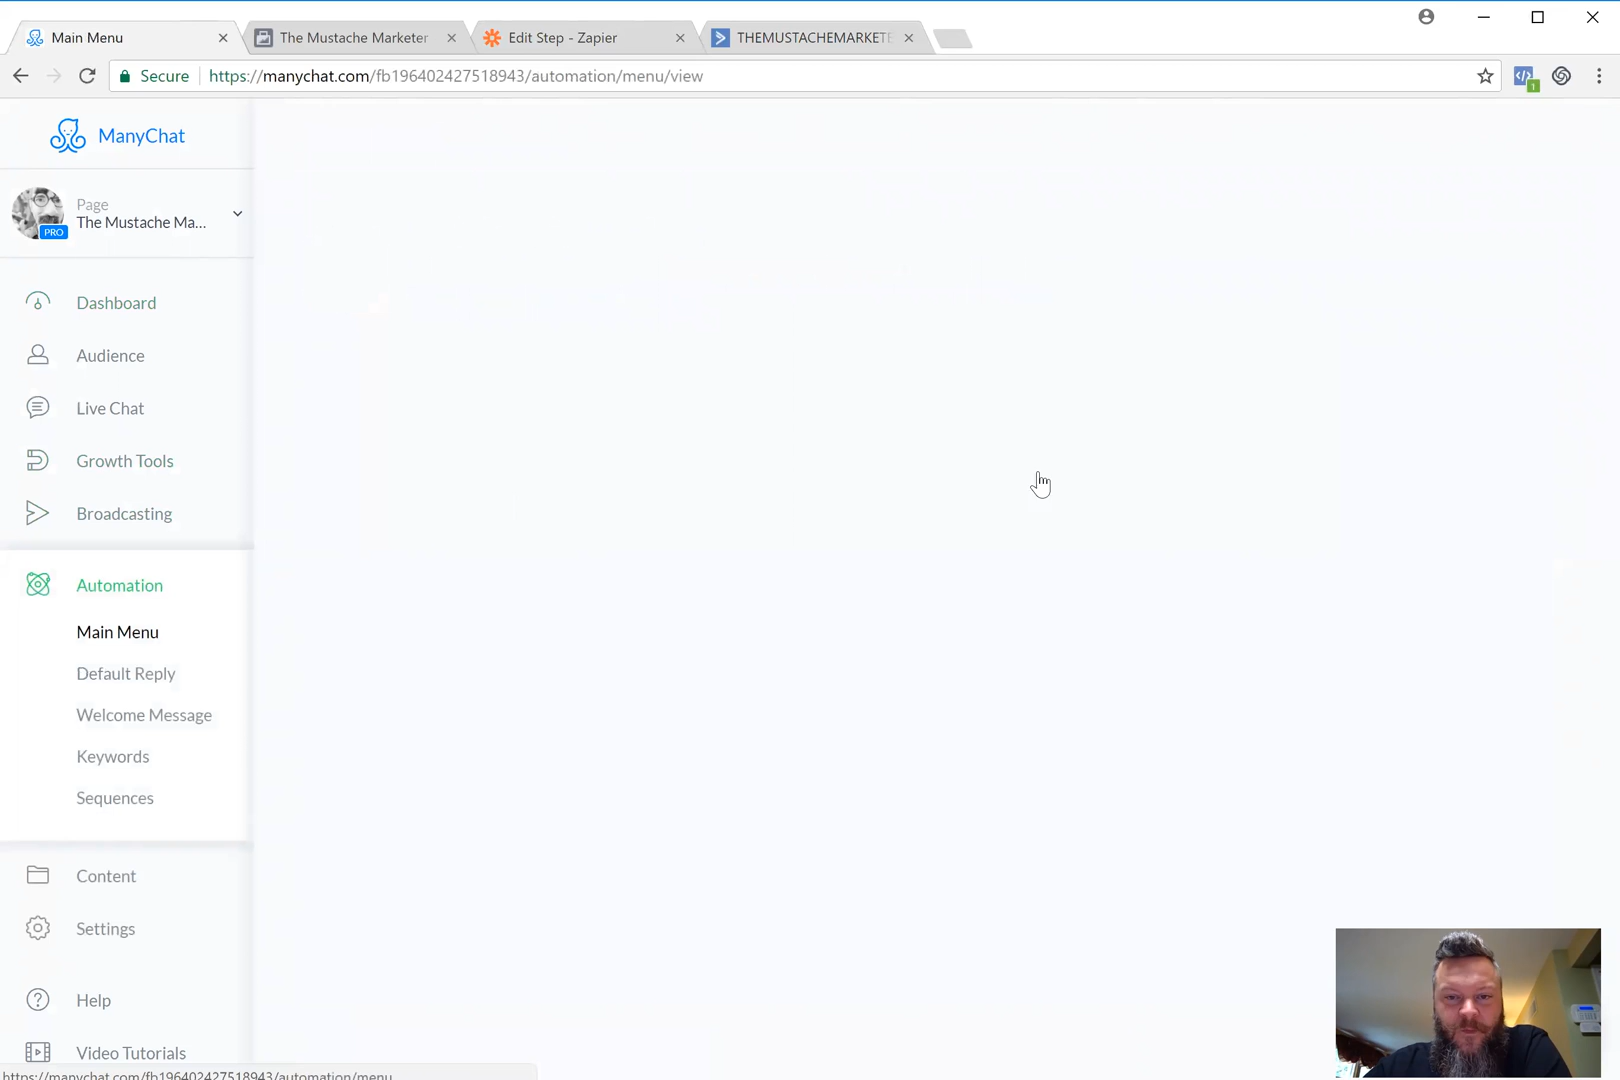 Main Menu
The Mustache Marketer
Edit Step - Zapier
THEMUSTACHEMARKETE
Secure
https://manychat.com/fb196402427518943/automation/menu/view
1
ManyChat
Page
The Mustache Ma...
PRO
Dashboard
Audience
Live Chat
Growth Tools
Broadcasting
Automation
Main Menu
Default Reply
Welcome Message
Keywords
Sequences
Content
Settings
Help
Video Tutorials
https://manychat.com/fb196402427518943/automation/menu